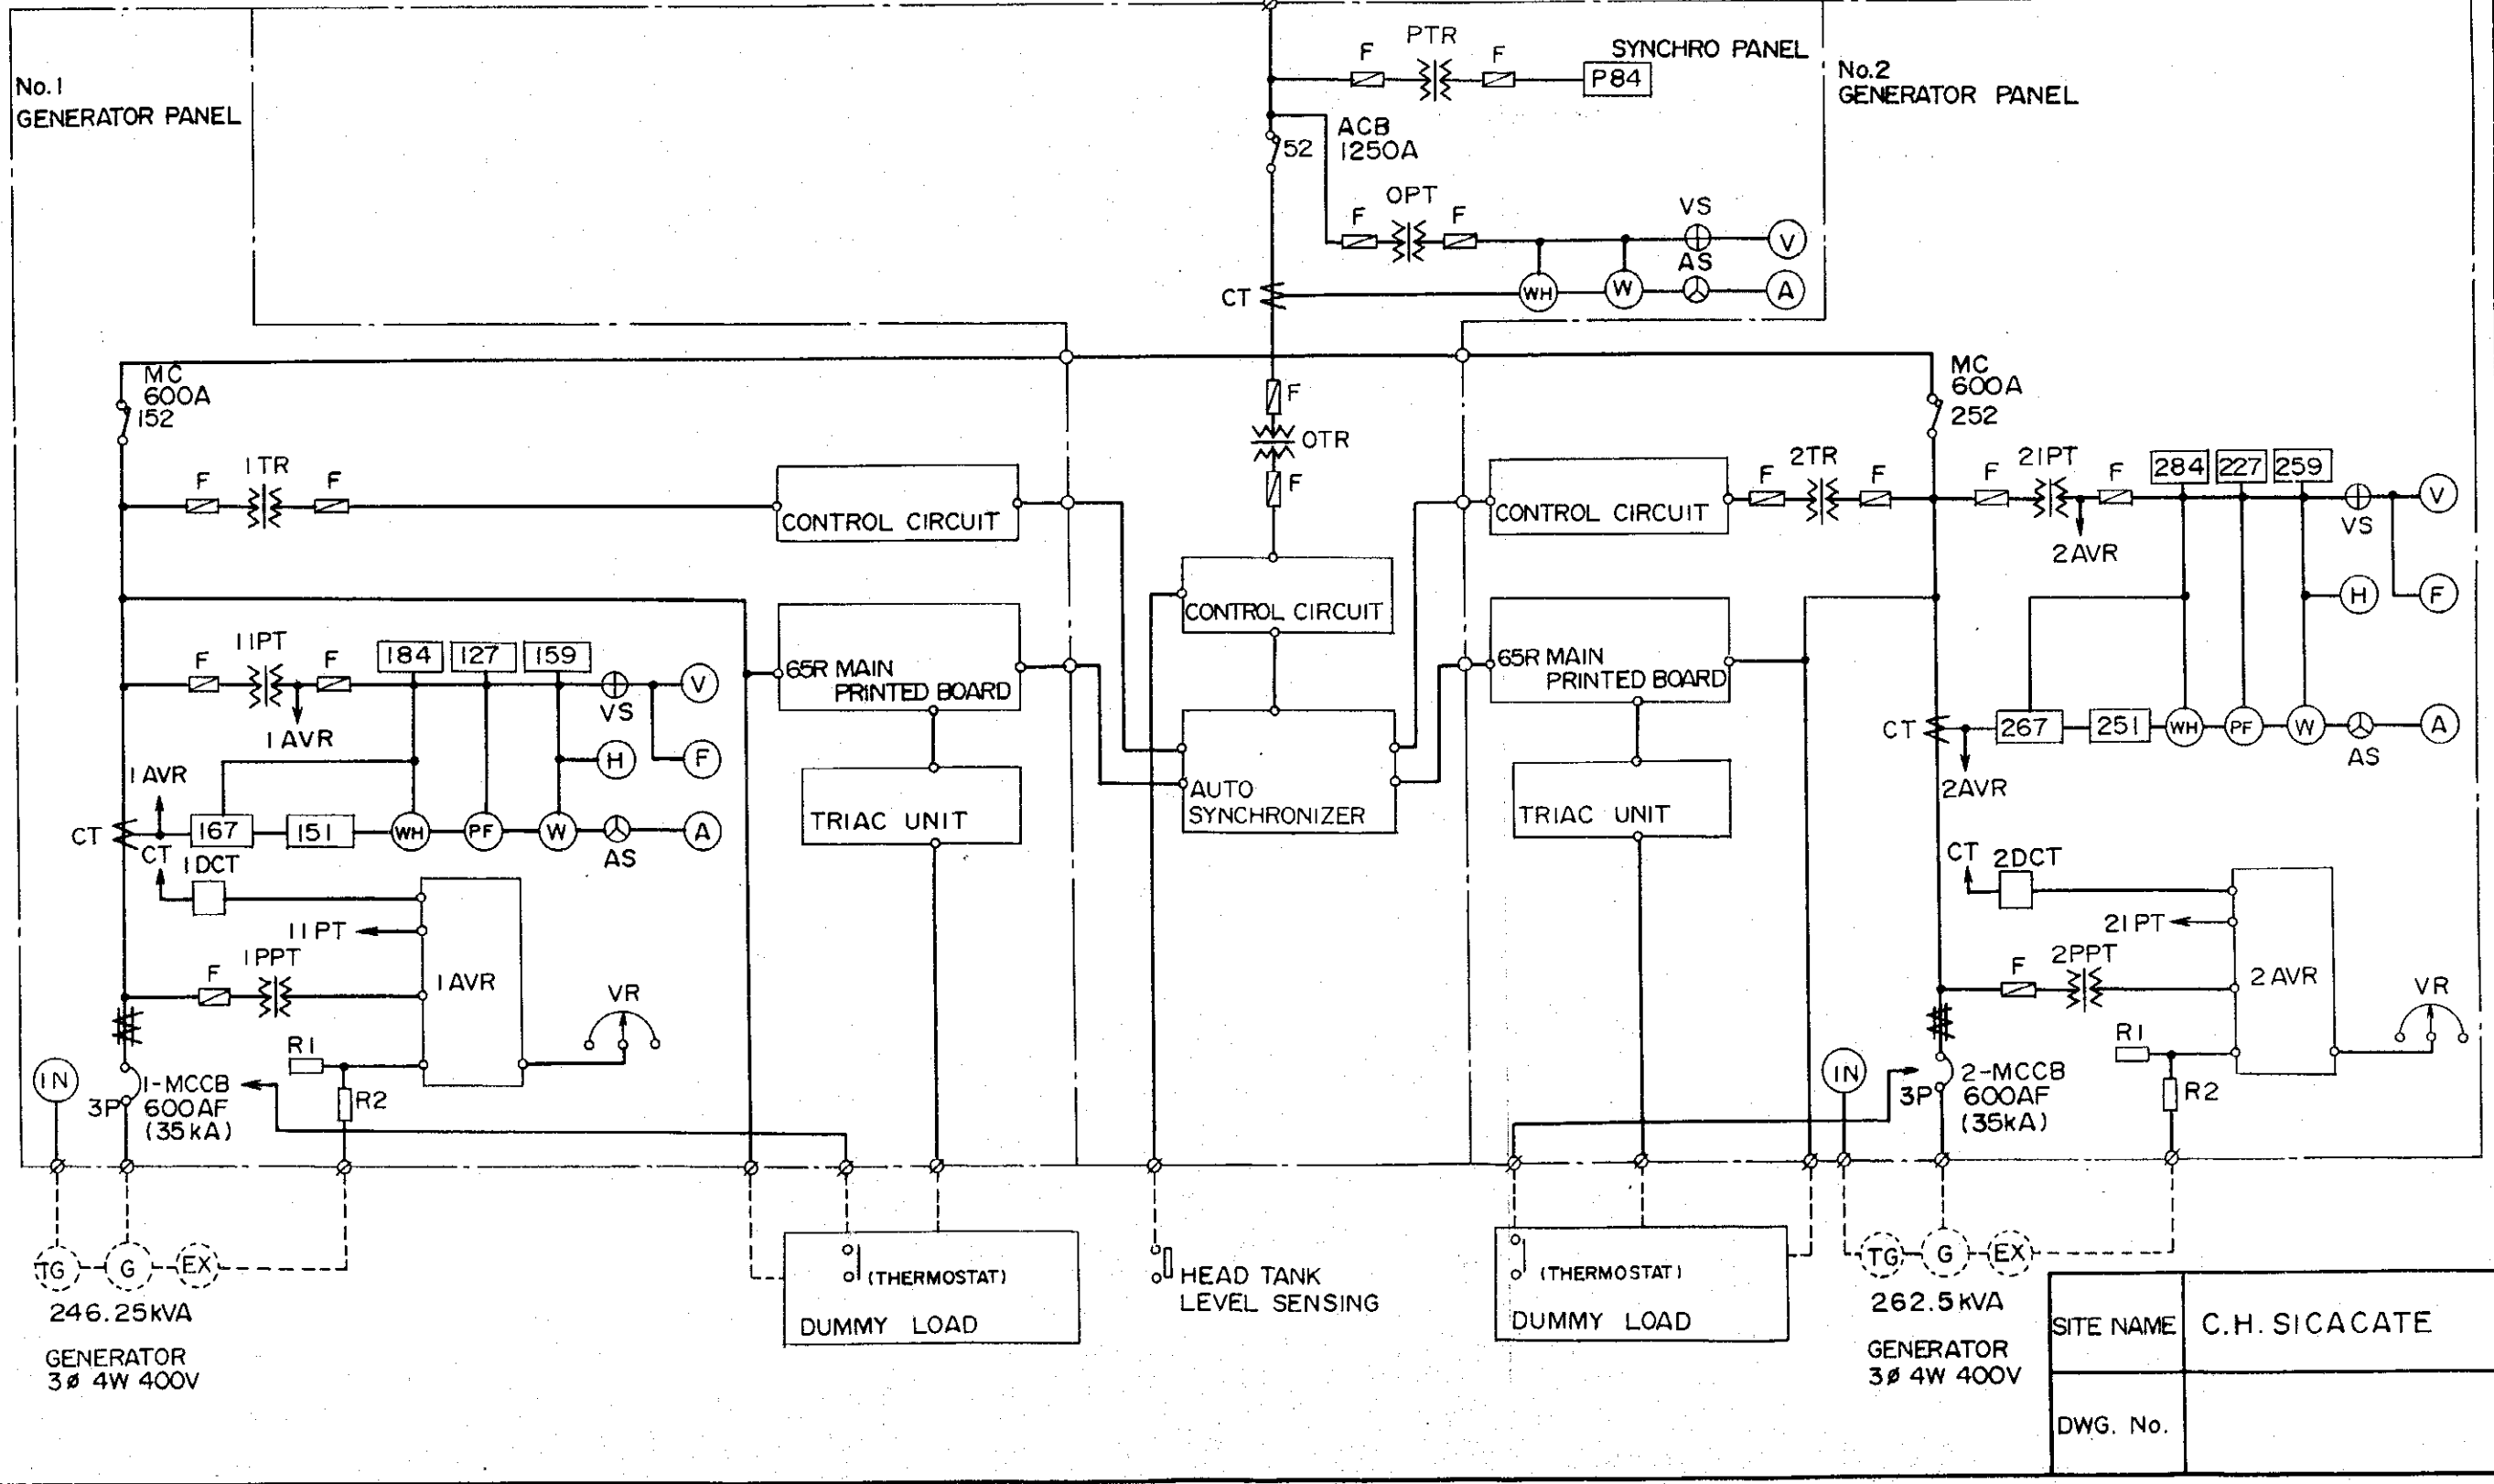 No.1
GENERATOR PANEL
F
PTR
F
SYNCHRO PANEL
P84
No.2
GENERATOR PANEL
ACB
1250A
52
OPT
F
F
VS
V
AS
CT
WH
W
A
MC
600A
152
F
OTR
F
MC
600A
252
F
1TR
F
CONTROL CIRCUIT
CONTROL CIRCUIT
F
2TR
F
F
21PT
F
284
227
259
V
VS
2AVR
H
F
CONTROL CIRCUIT
F
11PT
F
184
127
159
V
VS
1AVR
H
F
65R MAIN
PRINTED BOARD
65R MAIN
PRINTED BOARD
CT
267
251
WH
PF
W
A
AS
2AVR
1AVR
CT
167
151
WH
PF
W
A
AS
TRIAC UNIT
AUTO
SYNCHRONIZER
TRIAC UNIT
CT
1DCT
11PT
F
1PPT
1AVR
VR
R1
R2
CT
2DCT
21PT
F
2PPT
2AVR
VR
R1
R2
IN
3P
1-MCCB
600AF
(35kA)
IN
3P
2-MCCB
600AF
(35kA)
TG
G
EX
246.25kVA
GENERATOR
3ø 4W 400V
(THERMOSTAT)
DUMMY LOAD
HEAD TANK
LEVEL SENSING
(THERMOSTAT)
DUMMY LOAD
TG
G
EX
262.5kVA
GENERATOR
3ø 4W 400V
SITE NAME
C.H. SICACATE
DWG. No.